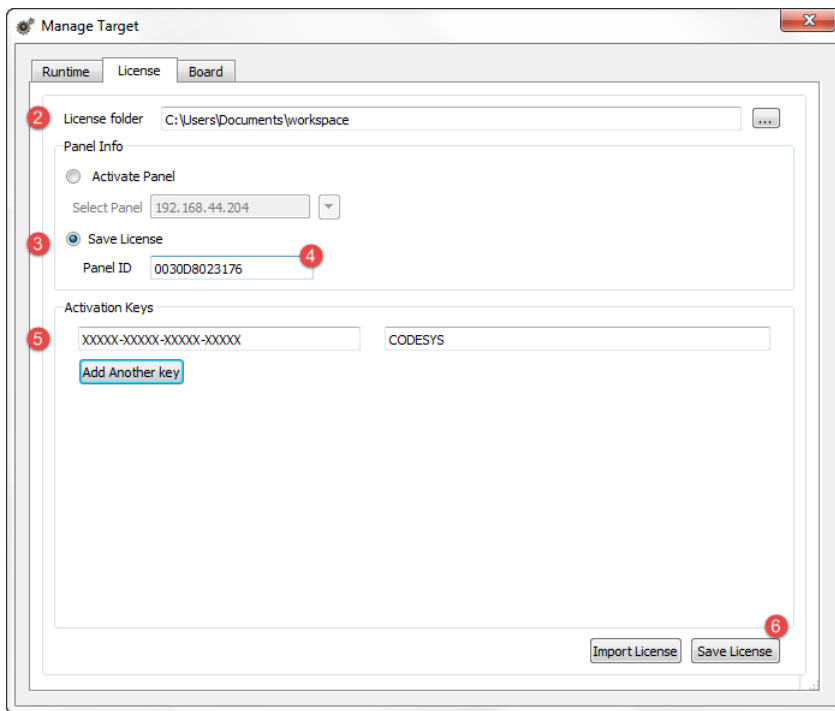 Manage Target
Runtime License Board
2 License folder C:\Users\Documents\workspace ...
Panel Info
Activate Panel
Select Panel 192.168.44.204
3 Save License 4
Panel ID 0030D8023176
Activation Keys
5 XXXXX-XXXXX-XXXXX-XXXXX CODESYS
Add Another key
6
Import License Save License